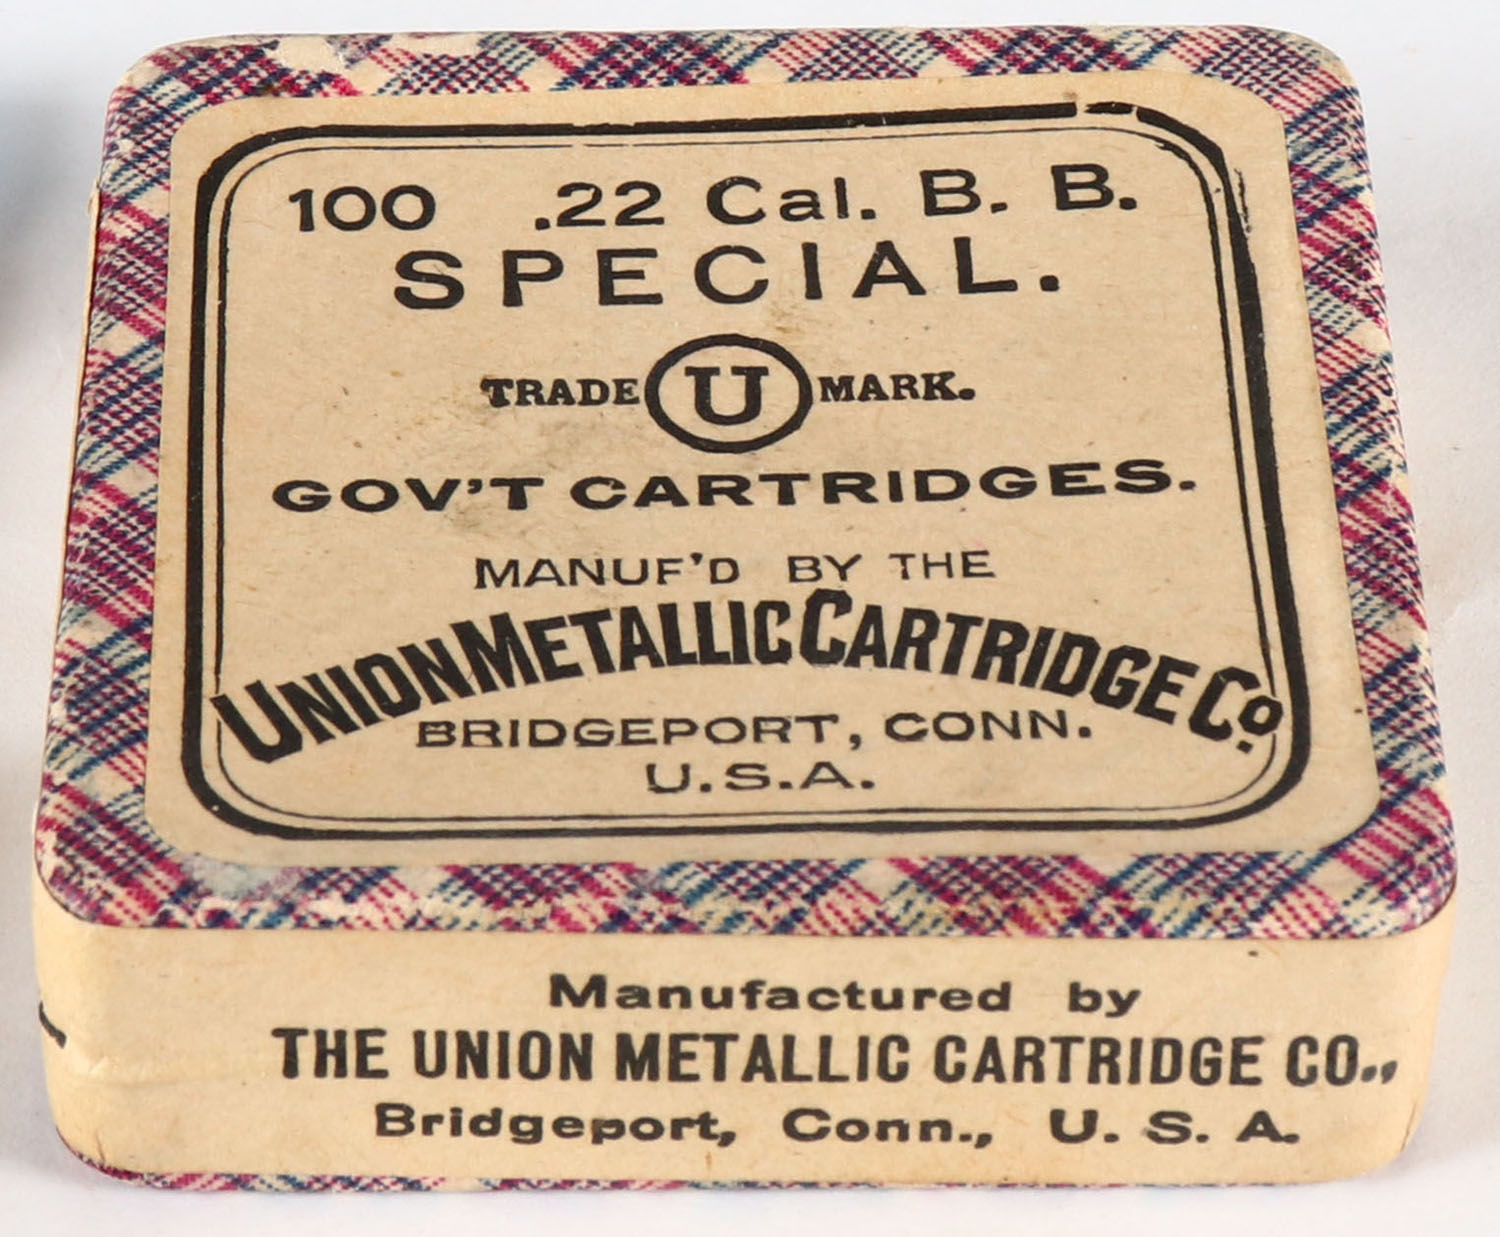 100 .22 Cal. B. B.
SPECIAL.
TRADE U MARK.
GOV'T CARTRIDGES.
MANUF'D BY THE
UNION METALLIC CARTRIDGE Co.
BRIDGEPORT, CONN.
U.S.A.
Manufactured by
THE UNION METALLIC CARTRIDGE CO.,
Bridgeport, Conn., U. S. A.